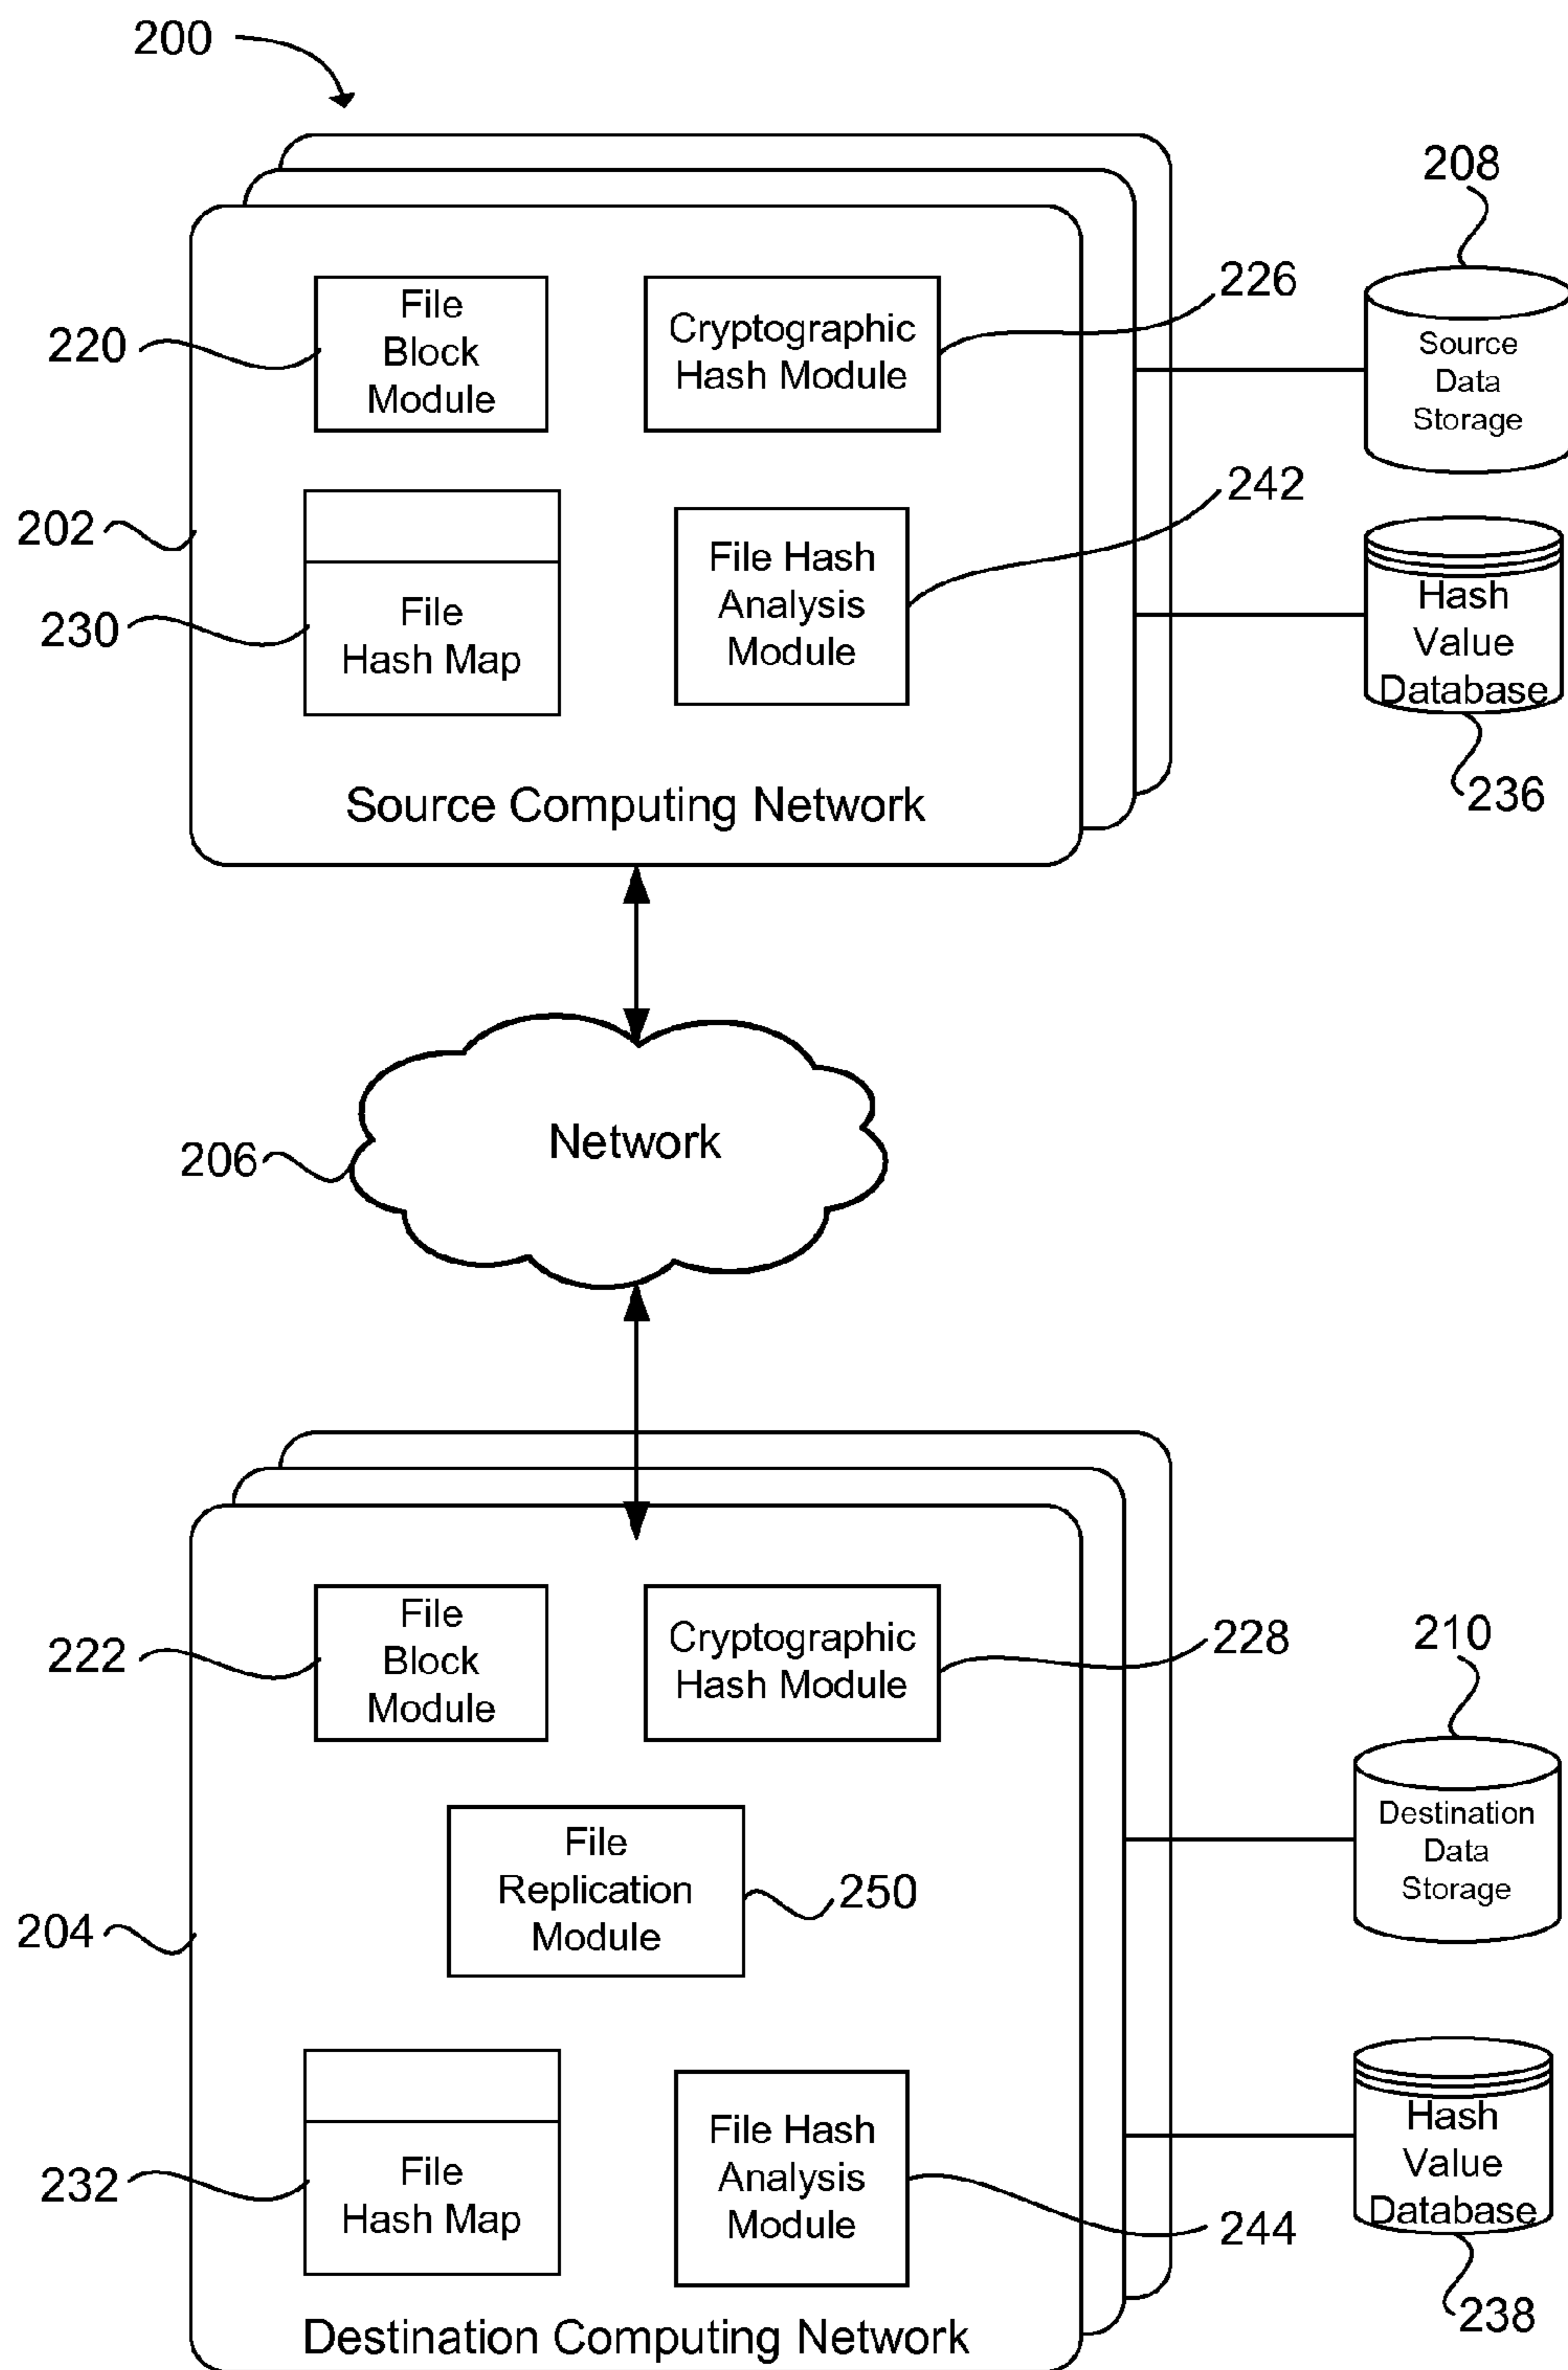 200
208
File
Block
Module
220
Cryptographic
Hash Module
226
Source
Data
Storage
202
File
Hash Map
230
File Hash
Analysis
Module
242
Hash
Value
Database
236
Source Computing Network
Network
206
File
Block
Module
222
Cryptographic
Hash Module
228
210
Destination
Data
Storage
File
Replication
Module
250
204
File
Hash Map
232
File Hash
Analysis
Module
244
Hash
Value
Database
238
Destination Computing Network